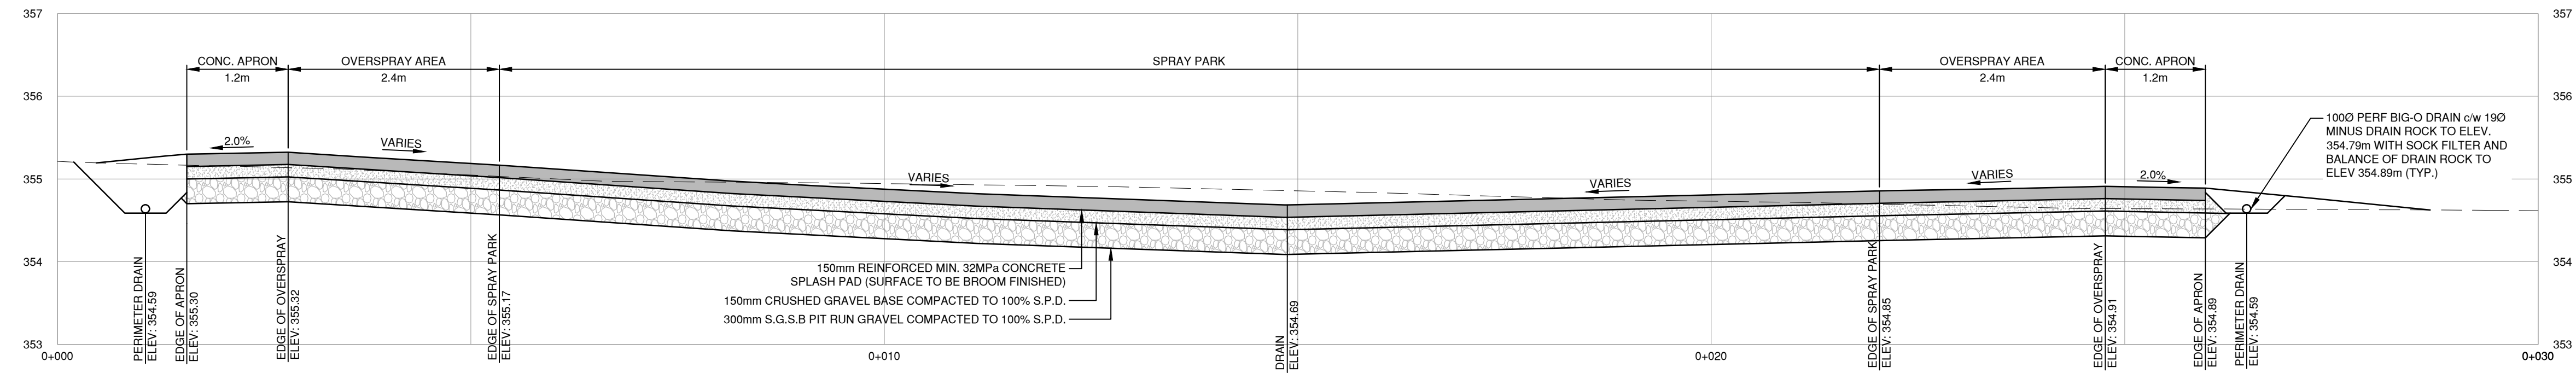 357
357
CONC. APRON
1.2m
OVERSPRAY AREA
2.4m
SPRAY PARK
OVERSPRAY AREA
2.4m
CONC. APRON
1.2m
356
356
100Ø PERF BIG-O DRAIN c/w 19Ø
MINUS DRAIN ROCK TO ELEV.
354.79m WITH SOCK FILTER AND
BALANCE OF DRAIN ROCK TO
ELEV 354.89m (TYP.)
2.0%
VARIES
VARIES
VARIES
VARIES
2.0%
355
355
354
354
150mm REINFORCED MIN. 32MPa CONCRETE
SPLASH PAD (SURFACE TO BE BROOM FINISHED)
150mm CRUSHED GRAVEL BASE COMPACTED TO 100% S.P.D.
300mm S.G.S.B PIT RUN GRAVEL COMPACTED TO 100% S.P.D.
PERIMETER DRAIN
ELEV: 354.59
EDGE OF APRON
ELEV: 355.30
EDGE OF OVERSPRAY
ELEV: 355.32
EDGE OF SPRAY PARK
ELEV: 355.17
DRAIN
ELEV: 354.69
EDGE OF SPRAY PARK
ELEV: 354.85
EDGE OF OVERSPRAY
ELEV: 354.91
EDGE OF APRON
ELEV: 354.89
PERIMETER DRAIN
ELEV: 354.59
353
353
0+000
0+010
0+020
0+030